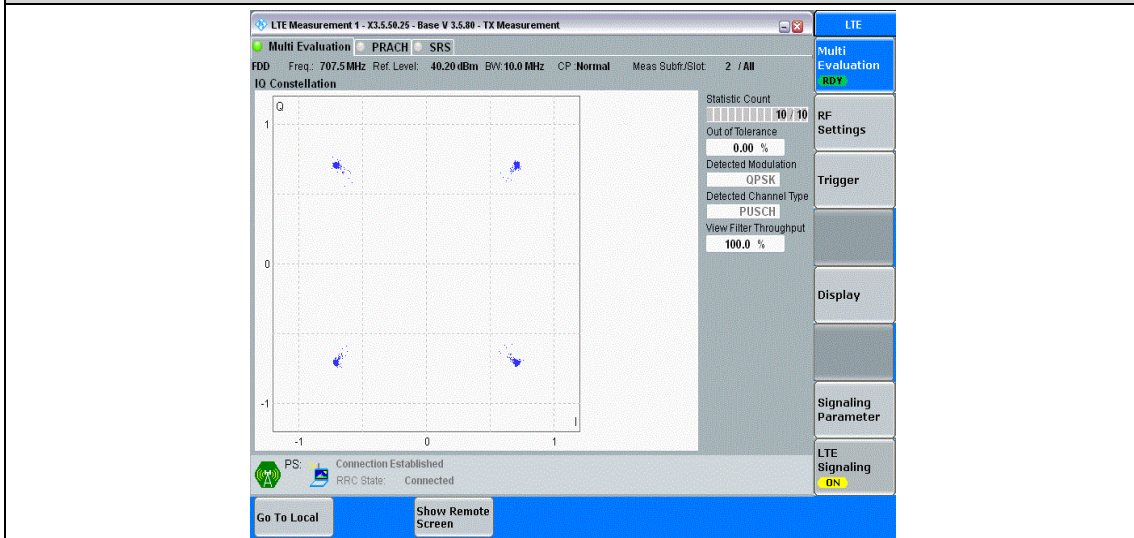 LTE Measurement 1 - X3.5.50.25 - Base V 3.5.80 - TX Measurement
LTE
Multi Evaluation PRACH SRS
Multi
Evaluation
RDY
FDD Freq.: 707.5 MHz Ref. Level: 40.20 dBm BW: 10.0 MHz CP :Normal Meas Subfr./Slot: 2 / All
IQ Constellation
Q
1
0
-1
I
-1 0 1
Statistic Count
10 / 10
Out of Tolerance
0.00 %
Detected Modulation
QPSK
Detected Channel Type
PUSCH
View Filter Throughput
100.0 %
RF
Settings
Trigger
Display
Signaling
Parameter
LTE
Signaling
ON
PS: Connection Established
RRC State: Connected
Go To Local
Show Remote
Screen